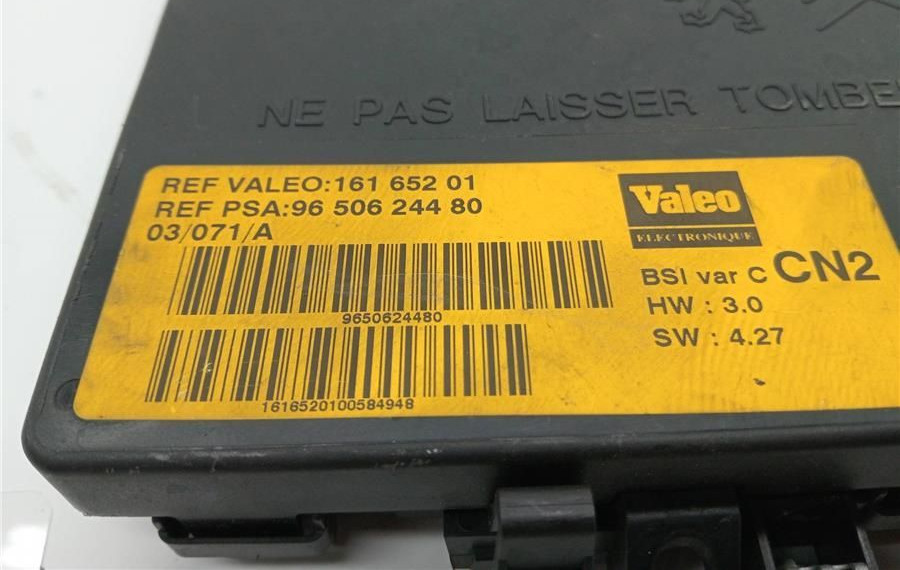 NE PAS LAISSER TOMBE
REF VALEO:161 652 01
REF PSA:96 506 244 80
03/071/A
Valeo
ELECTRONIQUE
BSI var C CN2
HW : 3.0
SW : 4.27
9650624480
1616520100584948